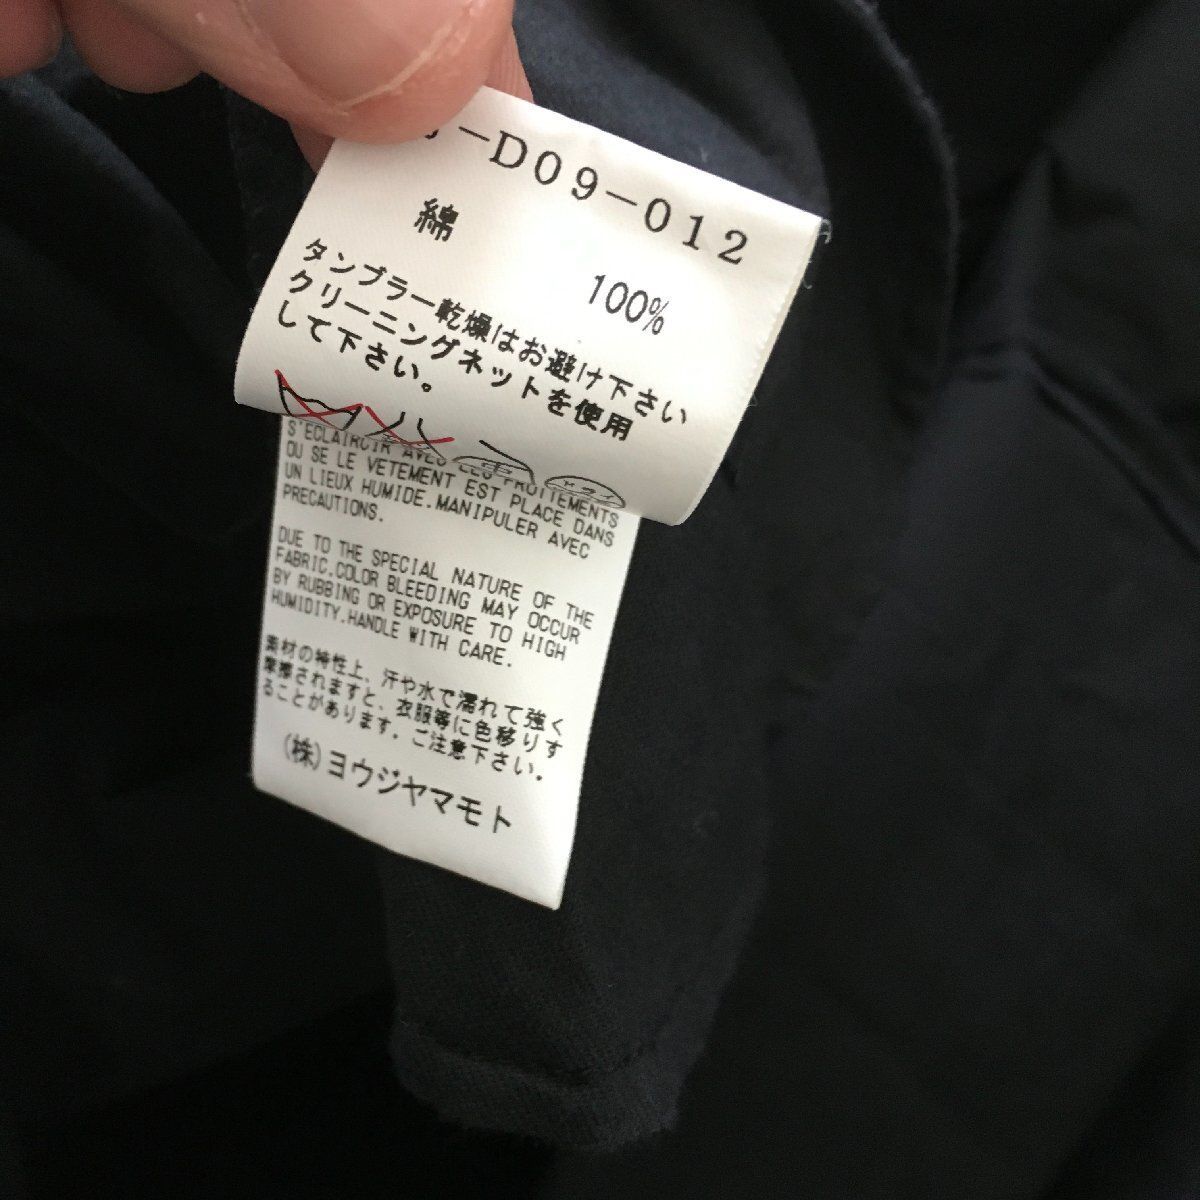 -D09-012
綿 100%
タンブラー乾燥はお避け下さい
クリーニングネットを使用
して下さい。
中
ドライ
S'ECLAIRCIR AVEC LES FROTTEMENTS
OU SE LE VETEMENT EST PLACE DANS
UN LIEUX HUMIDE.MANIPULER AVEC
PRECAUTIONS.
DUE TO THE SPECIAL NATURE OF THE
FABRIC.COLOR BLEEDING MAY OCCUR
BY RUBBING OR EXPOSURE TO HIGH
HUMIDITY.HANDLE WITH CARE.
素材の特性上、汗や水で濡れて強く
摩擦されますと、衣服等に色移りす
ることがあります。ご注意下さい。
(株)ヨウジヤマモト